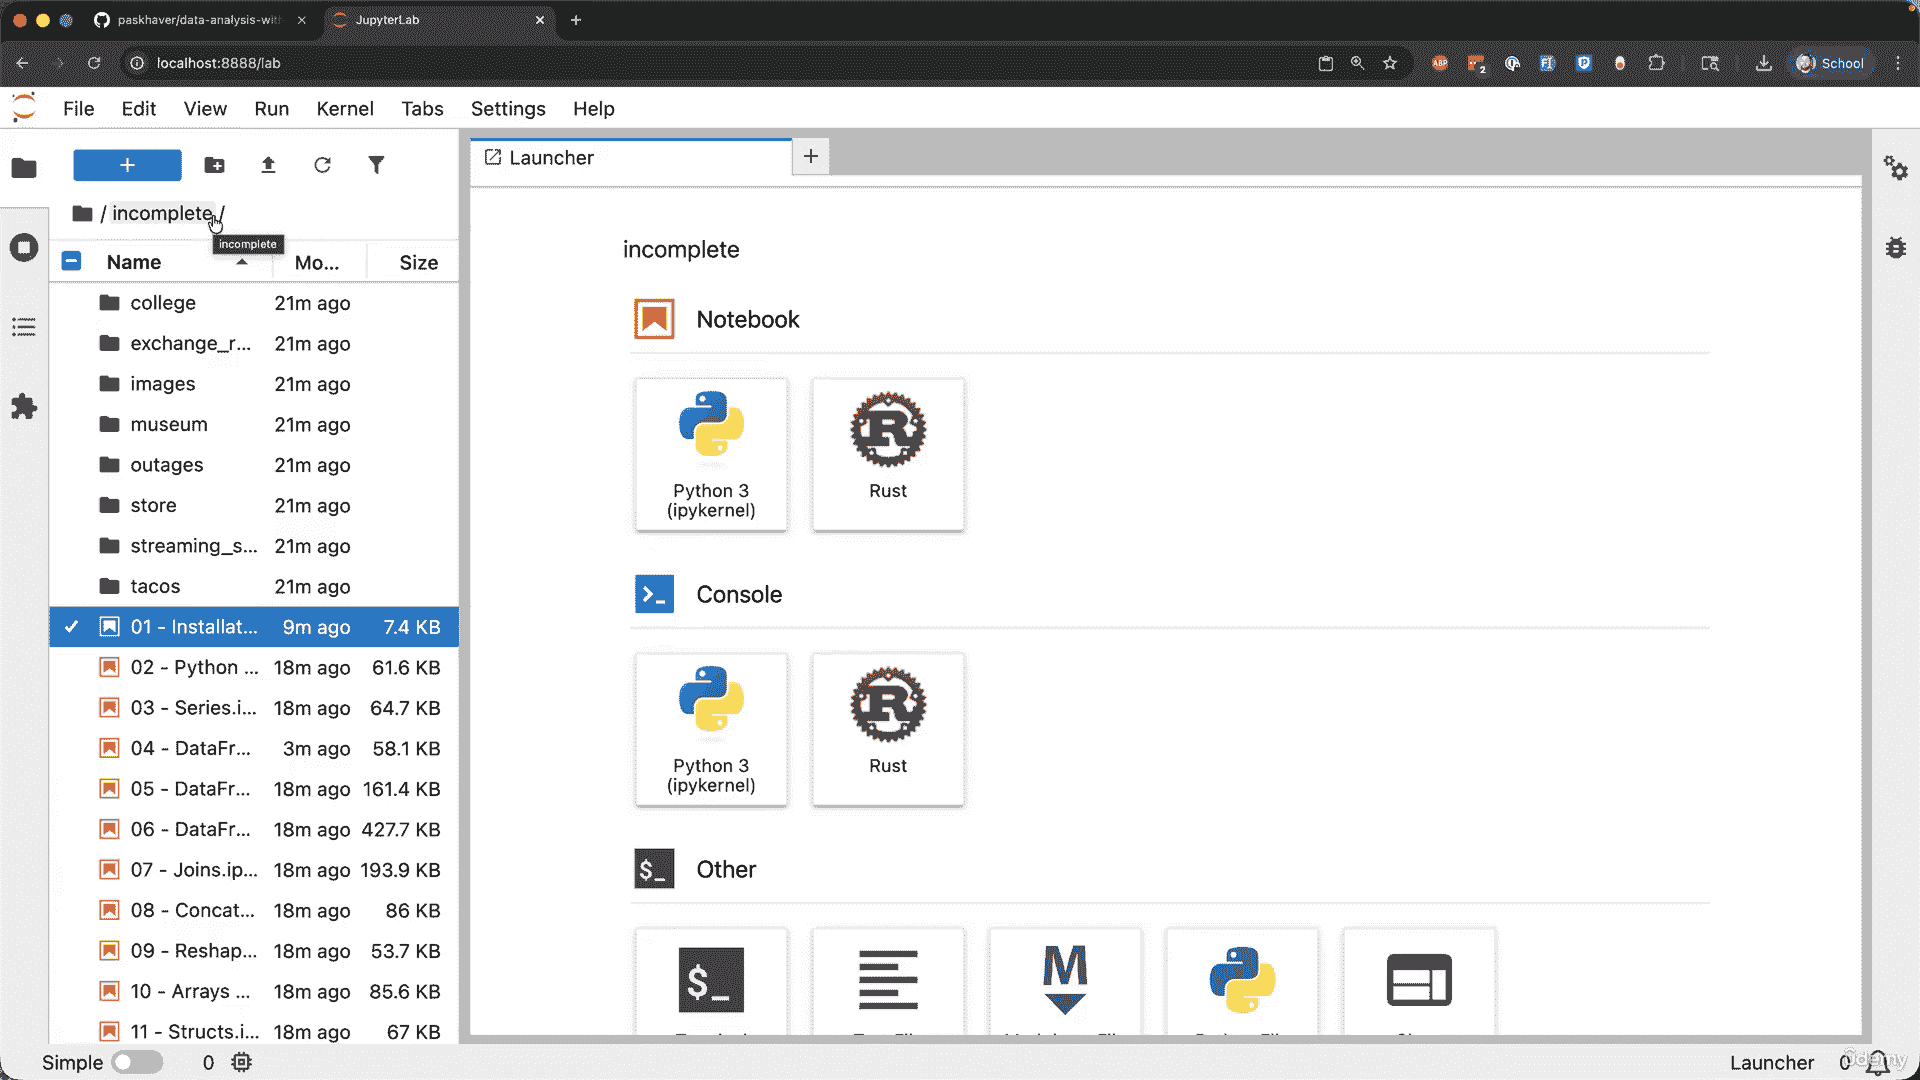 paskhaver/data-analysis-with
JupyterLab
localhost:8888/lab
ABP
2
School
File Edit View Run Kernel Tabs Settings Help
+
Launcher
+
/ incomplete /
incomplete
Name Mo... Size
college 21m ago
exchange_r... 21m ago
images 21m ago
museum 21m ago
outages 21m ago
store 21m ago
streaming_s... 21m ago
tacos 21m ago
01 - Installat... 9m ago 7.4 KB
02 - Python ... 18m ago 61.6 KB
03 - Series.i... 18m ago 64.7 KB
04 - DataFr... 3m ago 58.1 KB
05 - DataFr... 18m ago 161.4 KB
06 - DataFr... 18m ago 427.7 KB
07 - Joins.ip... 18m ago 193.9 KB
08 - Concat... 18m ago 86 KB
09 - Reshap... 18m ago 53.7 KB
10 - Arrays ... 18m ago 85.6 KB
11 - Structs.i... 18m ago 67 KB
incomplete
Notebook
Python 3
(ipykernel)
Rust
Console
Python 3
(ipykernel)
Rust
$_ Other
$_
M
Simple 0
Launcher 0
ûdemy